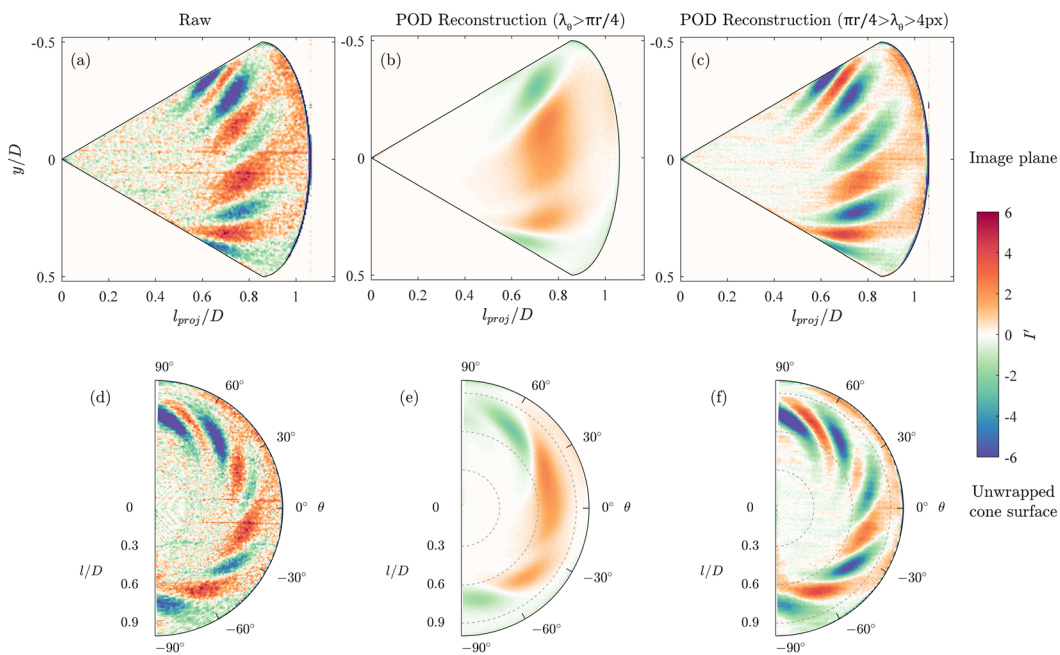 Raw
POD Reconstruction (λθ>πr/4)
POD Reconstruction (πr/4>λθ>4px)
(a)
(b)
(c)
-0.5
0
0.5
-0.5
0
0.5
-0.5
0
0.5
y/D
0 0.2 0.4 0.6 0.8 1
0 0.2 0.4 0.6 0.8 1
0 0.2 0.4 0.6 0.8 1
lproj/D
lproj/D
lproj/D
Image plane
6
4
2
0
-2
-4
-6
I'
Unwrapped
cone surface
(d)
90°
60°
30°
0° θ
−30°
−60°
−90°
0
0.3
0.6
0.9
l/D
(e)
90°
60°
30°
0° θ
−30°
−60°
−90°
0
0.3
0.6
0.9
l/D
(f)
90°
60°
30°
0° θ
−30°
−60°
−90°
0
0.3
0.6
0.9
l/D